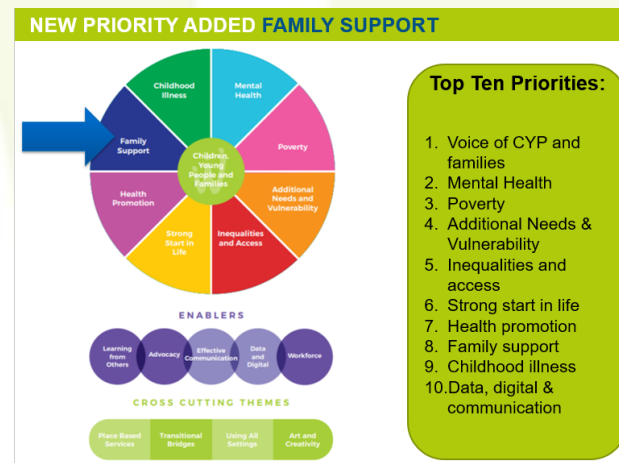 NEW PRIORITY ADDED FAMILY SUPPORT
Childhood
Illness
Mental
Health
Family
Support
Poverty
Children,
Young
People and
Families
Health
Promotion
Additional
Needs and
Vulnerability
Strong
Start in
Life
Inequalities
and Access
ENABLERS
Learning
from
Others
Advocacy
Effective
Communication
Data
and
Digital
Workforce
CROSS CUTTING THEMES
Place Based
Services
Transitional
Bridges
Using All
Settings
Art and
Creativity
Top Ten Priorities:
1. Voice of CYP and
families
2. Mental Health
3. Poverty
4. Additional Needs &
Vulnerability
5. Inequalities and
access
6. Strong start in life
7. Health promotion
8. Family support
9. Childhood illness
10.Data, digital &
communication